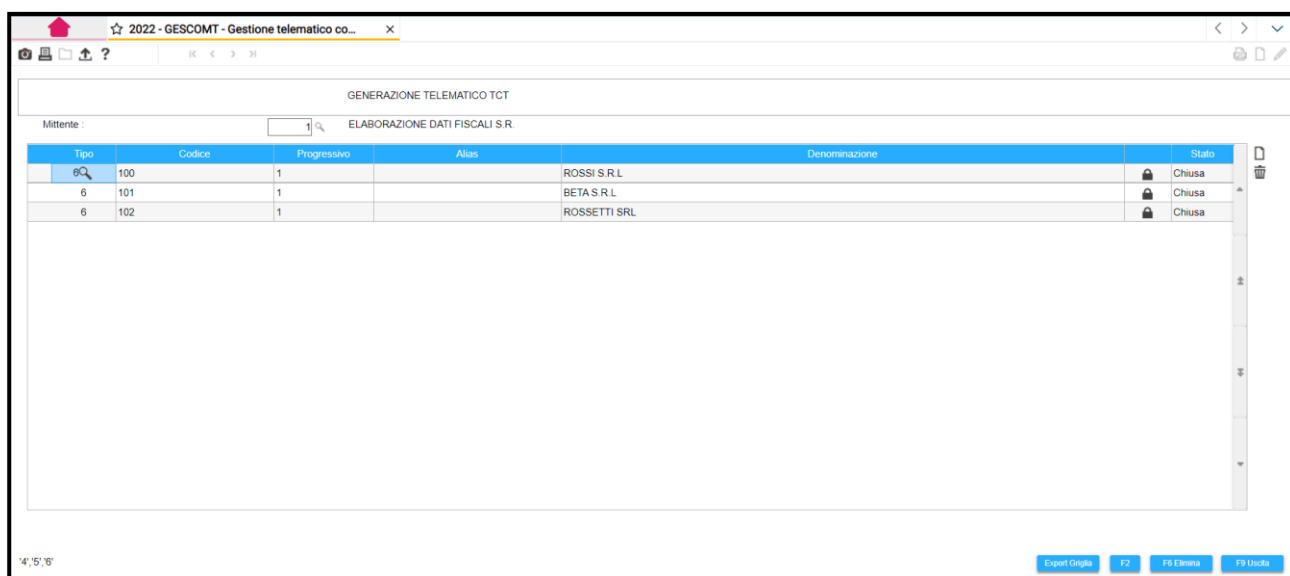 2022 - GESCOMT - Gestione telematico co...
?
GENERAZIONE TELEMATICO TCT
Mittente : 1 ELABORAZIONE DATI FISCALI S.R.
Tipo Codice Progressivo Alias Denominazione Stato
6 100 1 ROSSI S.R.L Chiusa
6 101 1 BETA S.R.L Chiusa
6 102 1 ROSSETTI SRL Chiusa
'4','5','6' Export Griglia F2 F6 Elimina F9 Uscita